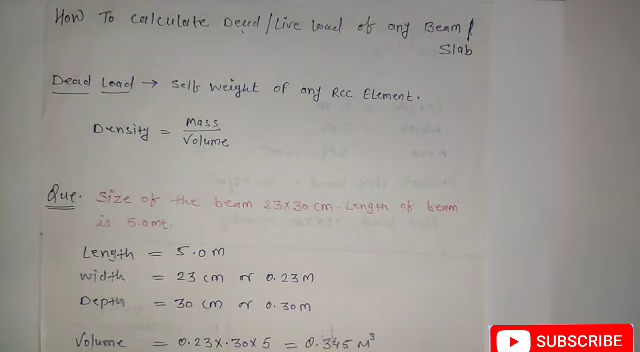 How To Calculate Dead/Live load of any Beam/
Slab
Dead Load → Self Weight of any RCC Element.
Density = Mass
Volume
Que. Size of the beam 23x30 cm. Length of beam
is 5.0mt.
Length = 5.0 M
Width = 23 cm or 0.23M
Depth = 30 cm or 0.30M
Volume = 0.23x.30x5 = 0.345 M³
SUBSCRIBE